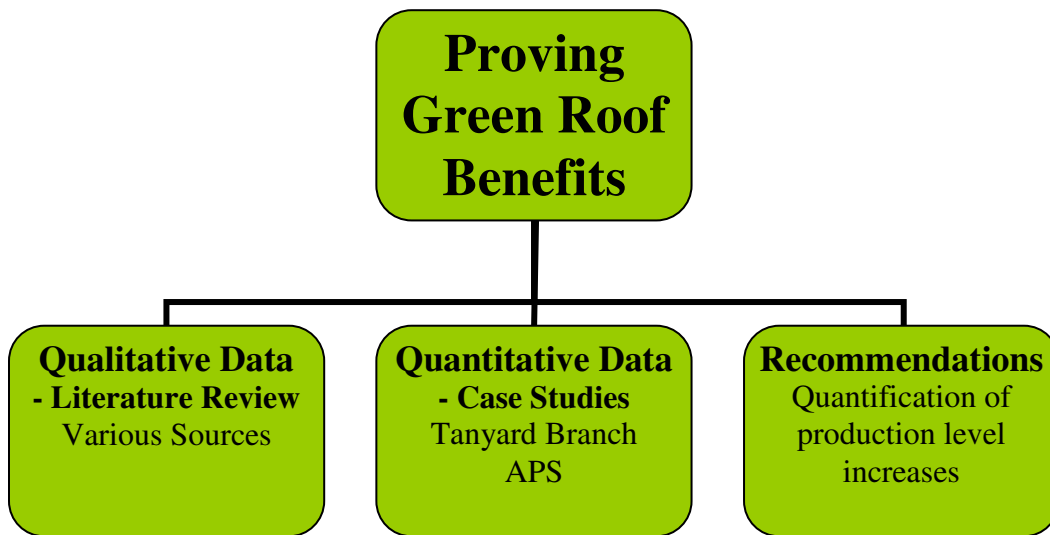 Proving
Green Roof
Benefits
Qualitative Data
- Literature Review
Various Sources
Quantitative Data
- Case Studies
Tanyard Branch
APS
Recommendations
Quantification of
production level
increases